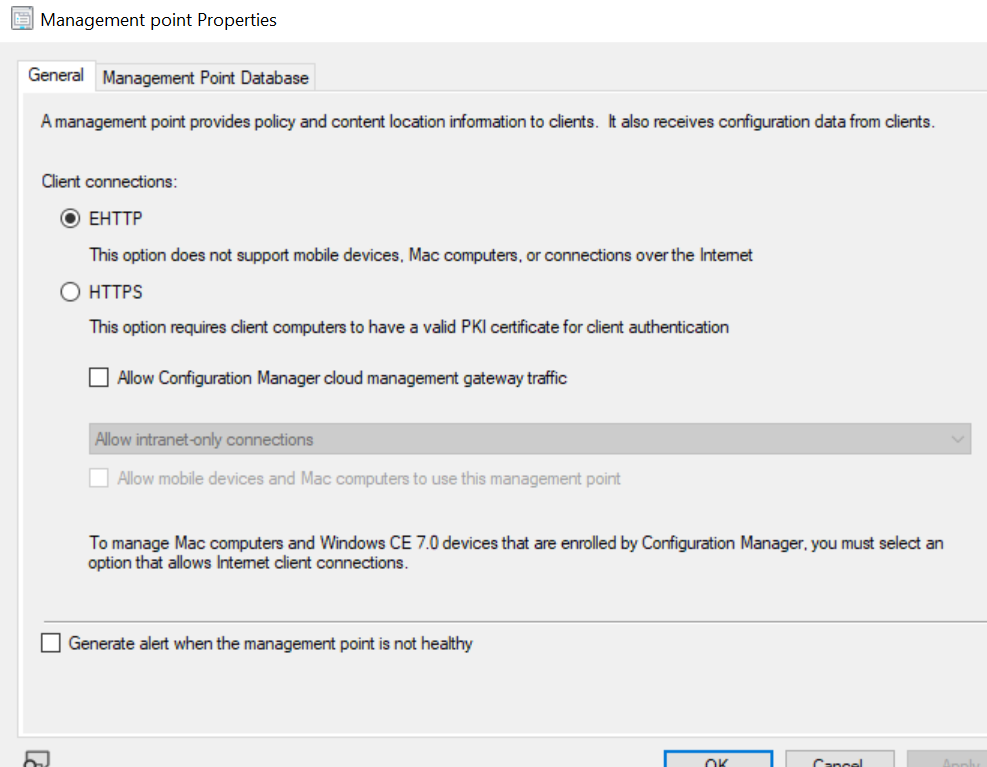 Management point Properties
General
Management Point Database
A management point provides policy and content location information to clients.  It also receives configuration data from clients.
Client connections:
EHTTP
This option does not support mobile devices, Mac computers, or connections over the Internet
HTTPS
This option requires client computers to have a valid PKI certificate for client authentication
Allow Configuration Manager cloud management gateway traffic
Allow intranet-only connections
Allow mobile devices and Mac computers to use this management point
To manage Mac computers and Windows CE 7.0 devices that are enrolled by Configuration Manager, you must select an
option that allows Internet client connections.
Generate alert when the management point is not healthy
OK
Cancel
Apply